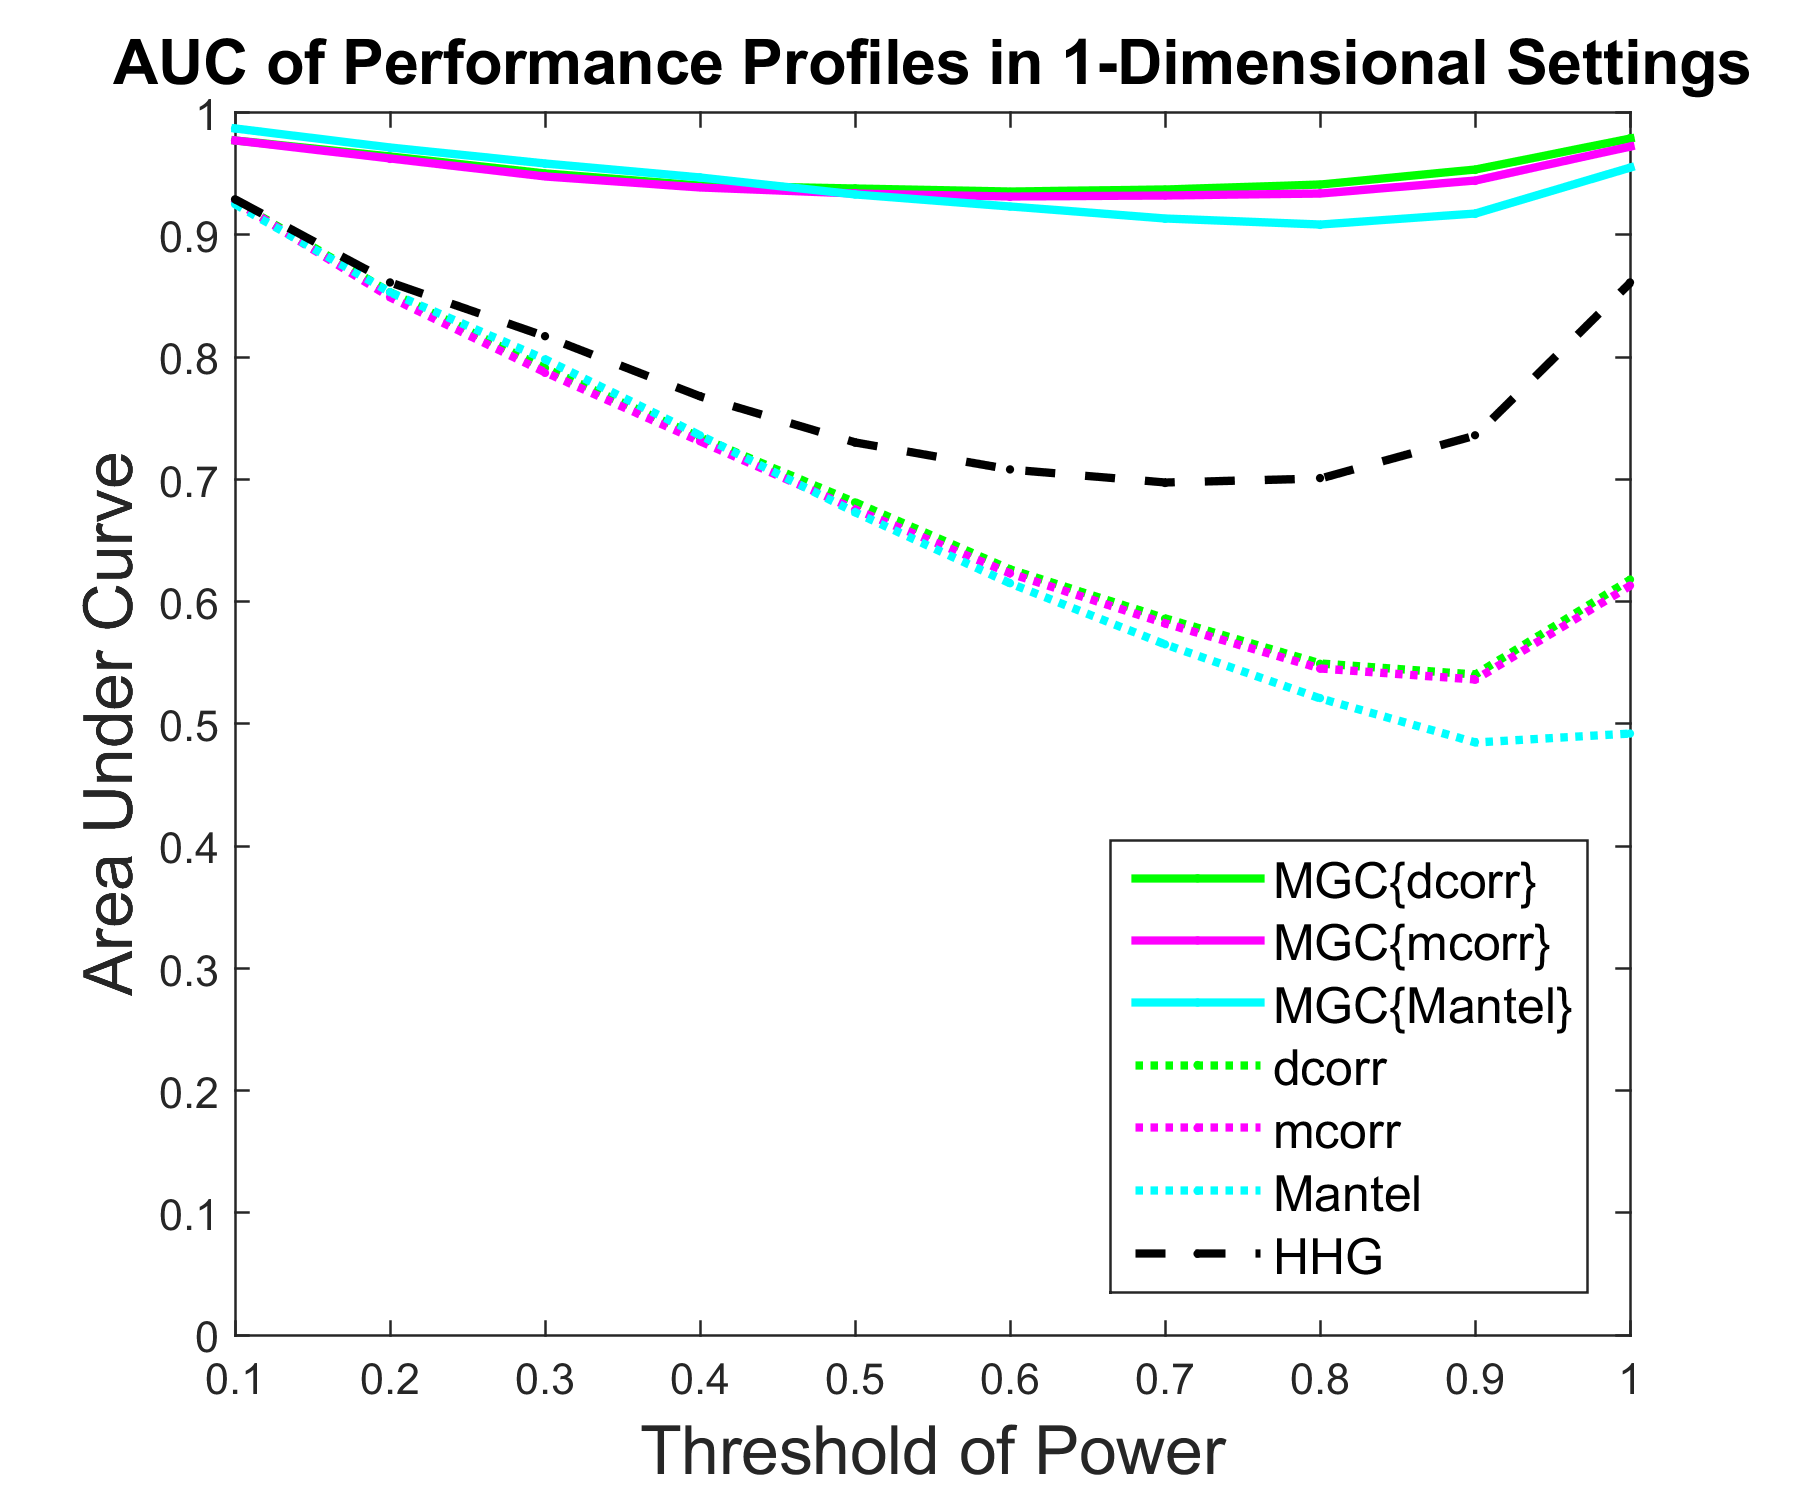 AUC of Performance Profiles in 1-Dimensional Settings
Area Under Curve
1
0.9
0.8
0.7
0.6
0.5
0.4
0.3
0.2
0.1
0
MGC{dcorr}
MGC{mcorr}
MGC{Mantel}
dcorr
mcorr
Mantel
HHG
0.1 0.2 0.3 0.4 0.5 0.6 0.7 0.8 0.9 1
Threshold of Power